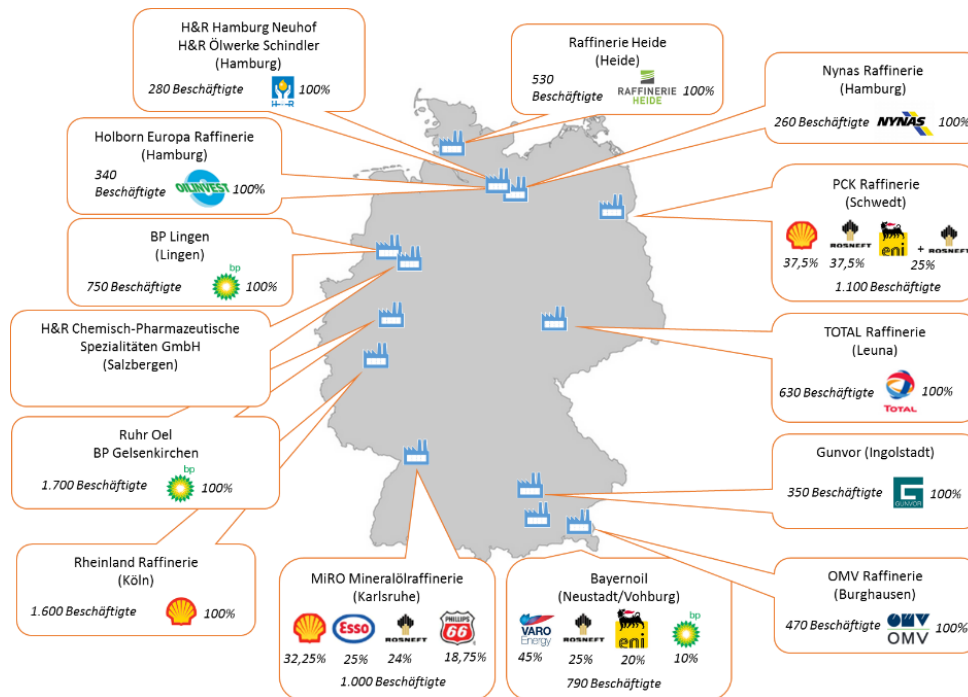 H&R Hamburg Neuhof
H&R Ölwerke Schindler
(Hamburg)
280 Beschäftigte
H&R
100%
Raffinerie Heide
(Heide)
530
Beschäftigte
RAFFINERIE
HEIDE
100%
Nynas Raffinerie
(Hamburg)
260 Beschäftigte
NYNAS
100%
Holborn Europa Raffinerie
(Hamburg)
340
Beschäftigte
OILINVEST
100%
PCK Raffinerie
(Schwedt)
ROSNEFT
eni
+ ROSNEFT
37,5% 37,5% 25%
1.100 Beschäftigte
BP Lingen
(Lingen)
750 Beschäftigte
bp
100%
H&R Chemisch-Pharmazeutische
Spezialitäten GmbH
(Salzbergen)
TOTAL Raffinerie
(Leuna)
630 Beschäftigte
TOTAL
100%
Ruhr Oel
BP Gelsenkirchen
1.700 Beschäftigte
bp
100%
Gunvor (Ingolstadt)
350 Beschäftigte
GUNVOR
100%
Rheinland Raffinerie
(Köln)
1.600 Beschäftigte
100%
MiRO Mineralölraffinerie
(Karlsruhe)
Esso
ROSNEFT
PHILLIPS
66
32,25% 25% 24% 18,75%
1.000 Beschäftigte
Bayernoil
(Neustadt/Vohburg)
VARO
Energy
ROSNEFT
eni
bp
45% 25% 20% 10%
790 Beschäftigte
OMV Raffinerie
(Burghausen)
470 Beschäftigte
OMV
OMV
100%